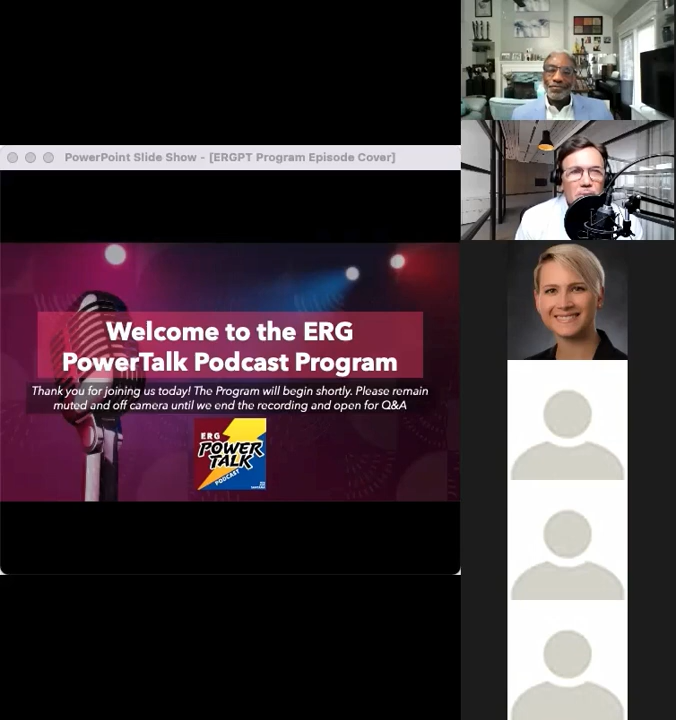 PowerPoint Slide Show - [ERGPT Program Episode Cover]
Welcome to the ERG
PowerTalk Podcast Program
Thank you for joining us today! The Program will begin shortly. Please remain
muted and off camera until we end the recording and open for Q&A
ERG
POWER
TALK
PODCAST